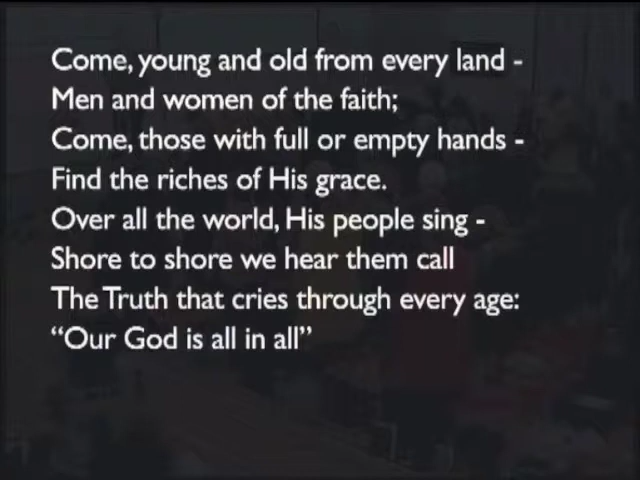 Come, young and old from every land -
Men and women of the faith;
Come, those with full or empty hands -
Find the riches of His grace.
Over all the world, His people sing -
Shore to shore we hear them call
The Truth that cries through every age:
“Our God is all in all”